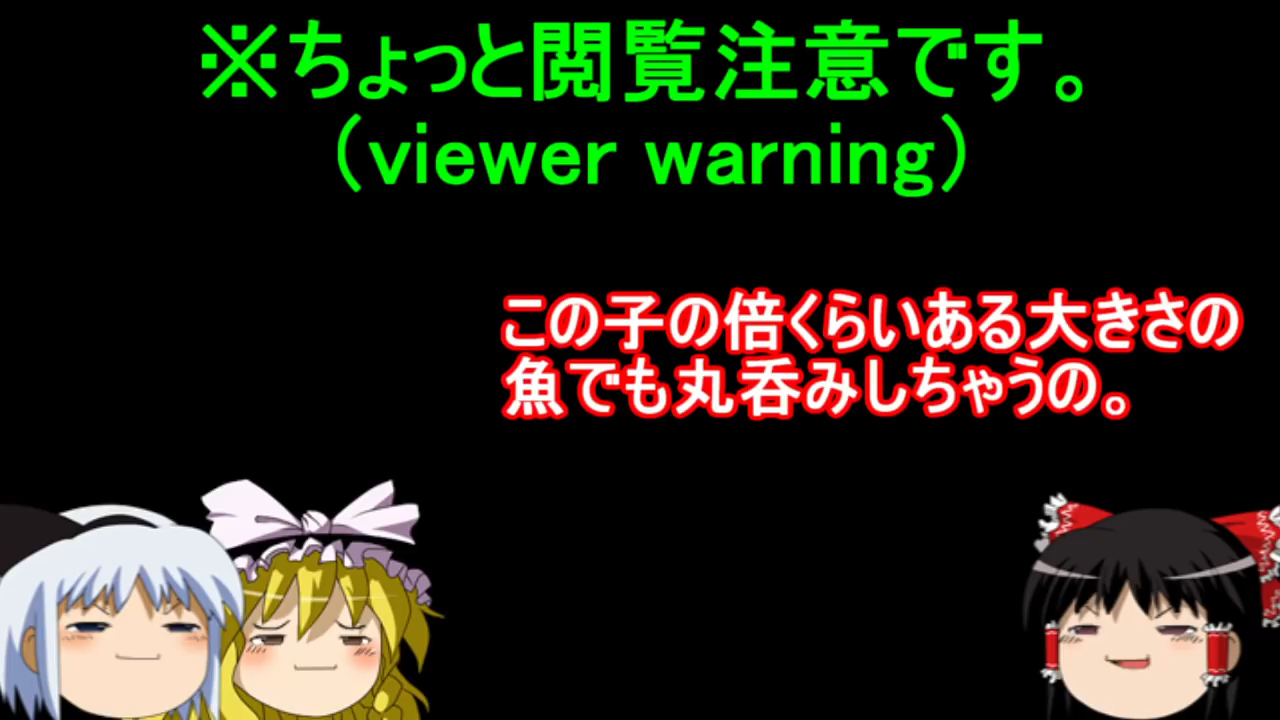 ※ちょっと閲覧注意です。
（viewer warning）
この子の倍くらいある大きさの
魚でも丸呑みしちゃうの。